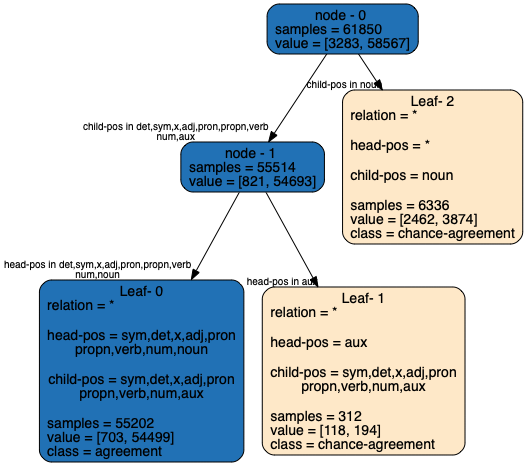 node - 0
samples = 61850
value = [3283, 58567]
child-pos in noun
child-pos in det,sym,x,adj,pron,propn,verb
num,aux
Leaf- 2
relation = *
head-pos = *
child-pos = noun
samples = 6336
value = [2462, 3874]
class = chance-agreement
node - 1
samples = 55514
value = [821, 54693]
head-pos in det,sym,x,adj,pron,propn,verb
num,noun
head-pos in aux
Leaf- 0
relation = *
head-pos = sym,det,x,adj,pron
propn,verb,num,noun
child-pos = sym,det,x,adj,pron
propn,verb,num,aux
samples = 55202
value = [703, 54499]
class = agreement
Leaf- 1
relation = *
head-pos = aux
child-pos = sym,det,x,adj,pron
propn,verb,num,aux
samples = 312
value = [118, 194]
class = chance-agreement